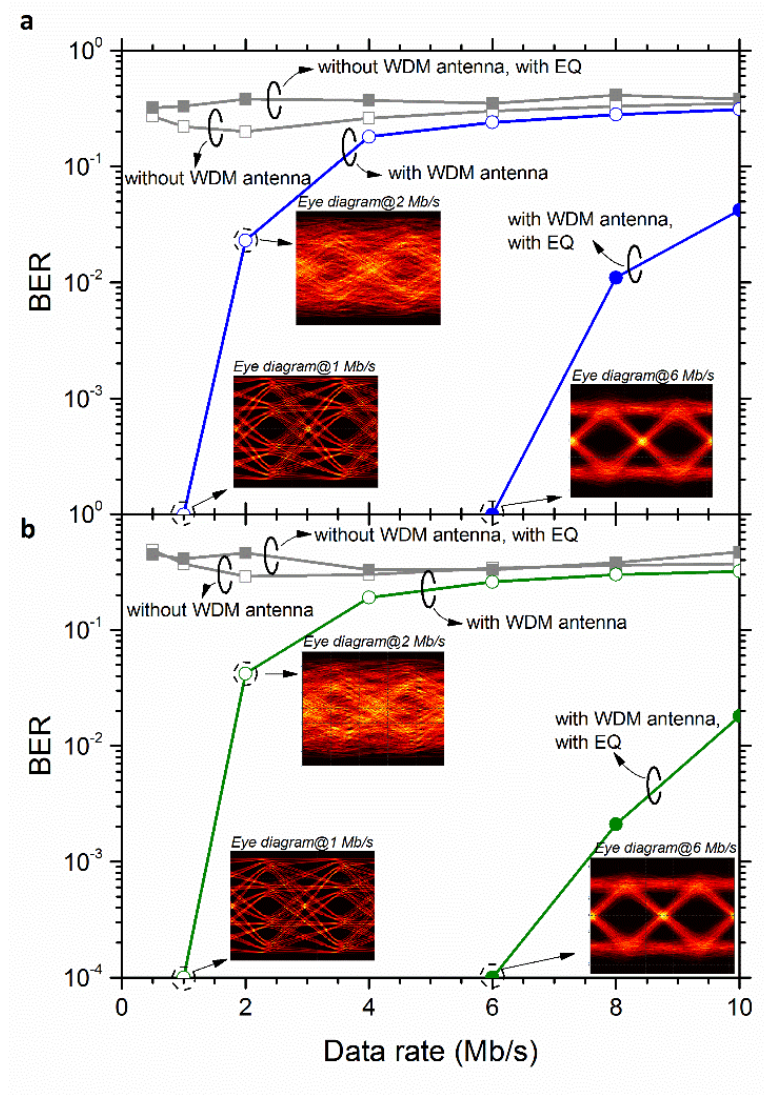 a
10^0
without WDM antenna, with EQ
10^-1
without WDM antenna
with WDM antenna
Eye diagram@2 Mb/s
with WDM antenna,
with EQ
BER
10^-2
Eye diagram@1 Mb/s
Eye diagram@6 Mb/s
10^-3
10^0
b
without WDM antenna, with EQ
without WDM antenna
with WDM antenna
10^-1
Eye diagram@2 Mb/s
with WDM antenna,
with EQ
BER
10^-2
Eye diagram@1 Mb/s
Eye diagram@6 Mb/s
10^-3
10^-4
0 2 4 6 8 10
Data rate (Mb/s)